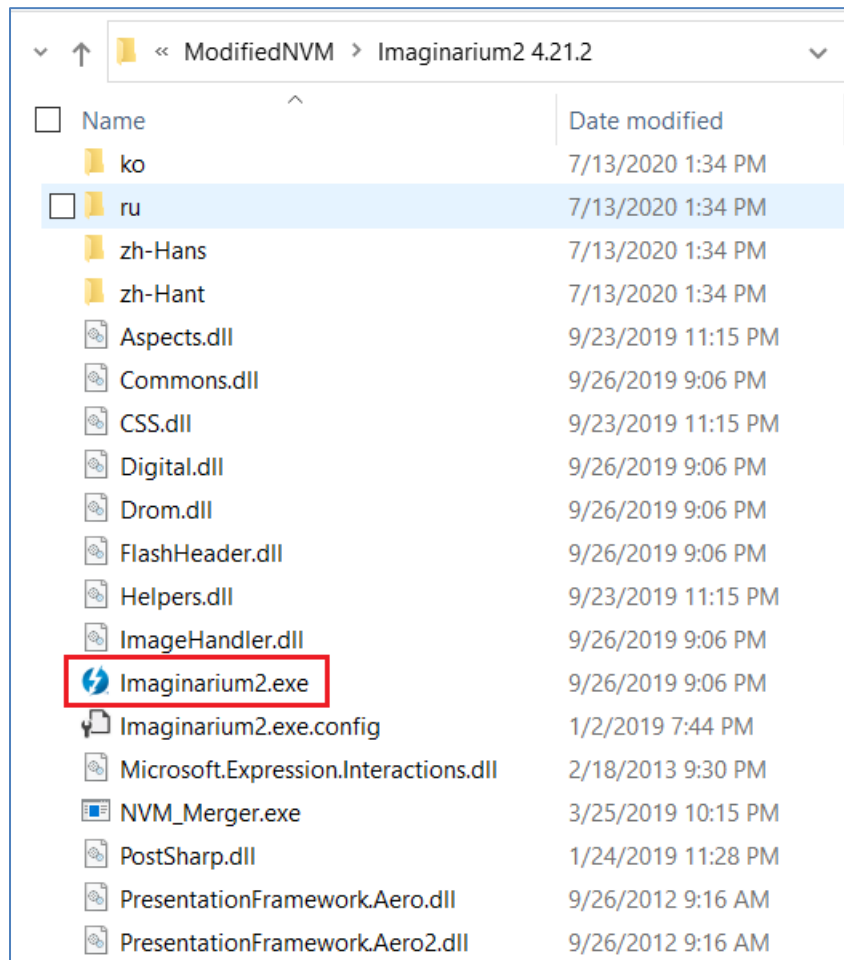 « ModifiedNVM > Imaginarium2 4.21.2
Name Date modified
ko 7/13/2020 1:34 PM
ru 7/13/2020 1:34 PM
zh-Hans 7/13/2020 1:34 PM
zh-Hant 7/13/2020 1:34 PM
Aspects.dll 9/23/2019 11:15 PM
Commons.dll 9/26/2019 9:06 PM
CSS.dll 9/23/2019 11:15 PM
Digital.dll 9/26/2019 9:06 PM
Drom.dll 9/26/2019 9:06 PM
FlashHeader.dll 9/26/2019 9:06 PM
Helpers.dll 9/23/2019 11:15 PM
ImageHandler.dll 9/26/2019 9:06 PM
Imaginarium2.exe 9/26/2019 9:06 PM
Imaginarium2.exe.config 1/2/2019 7:44 PM
Microsoft.Expression.Interactions.dll 2/18/2013 9:30 PM
NVM_Merger.exe 3/25/2019 10:15 PM
PostSharp.dll 1/24/2019 11:28 PM
PresentationFramework.Aero.dll 9/26/2012 9:16 AM
PresentationFramework.Aero2.dll 9/26/2012 9:16 AM